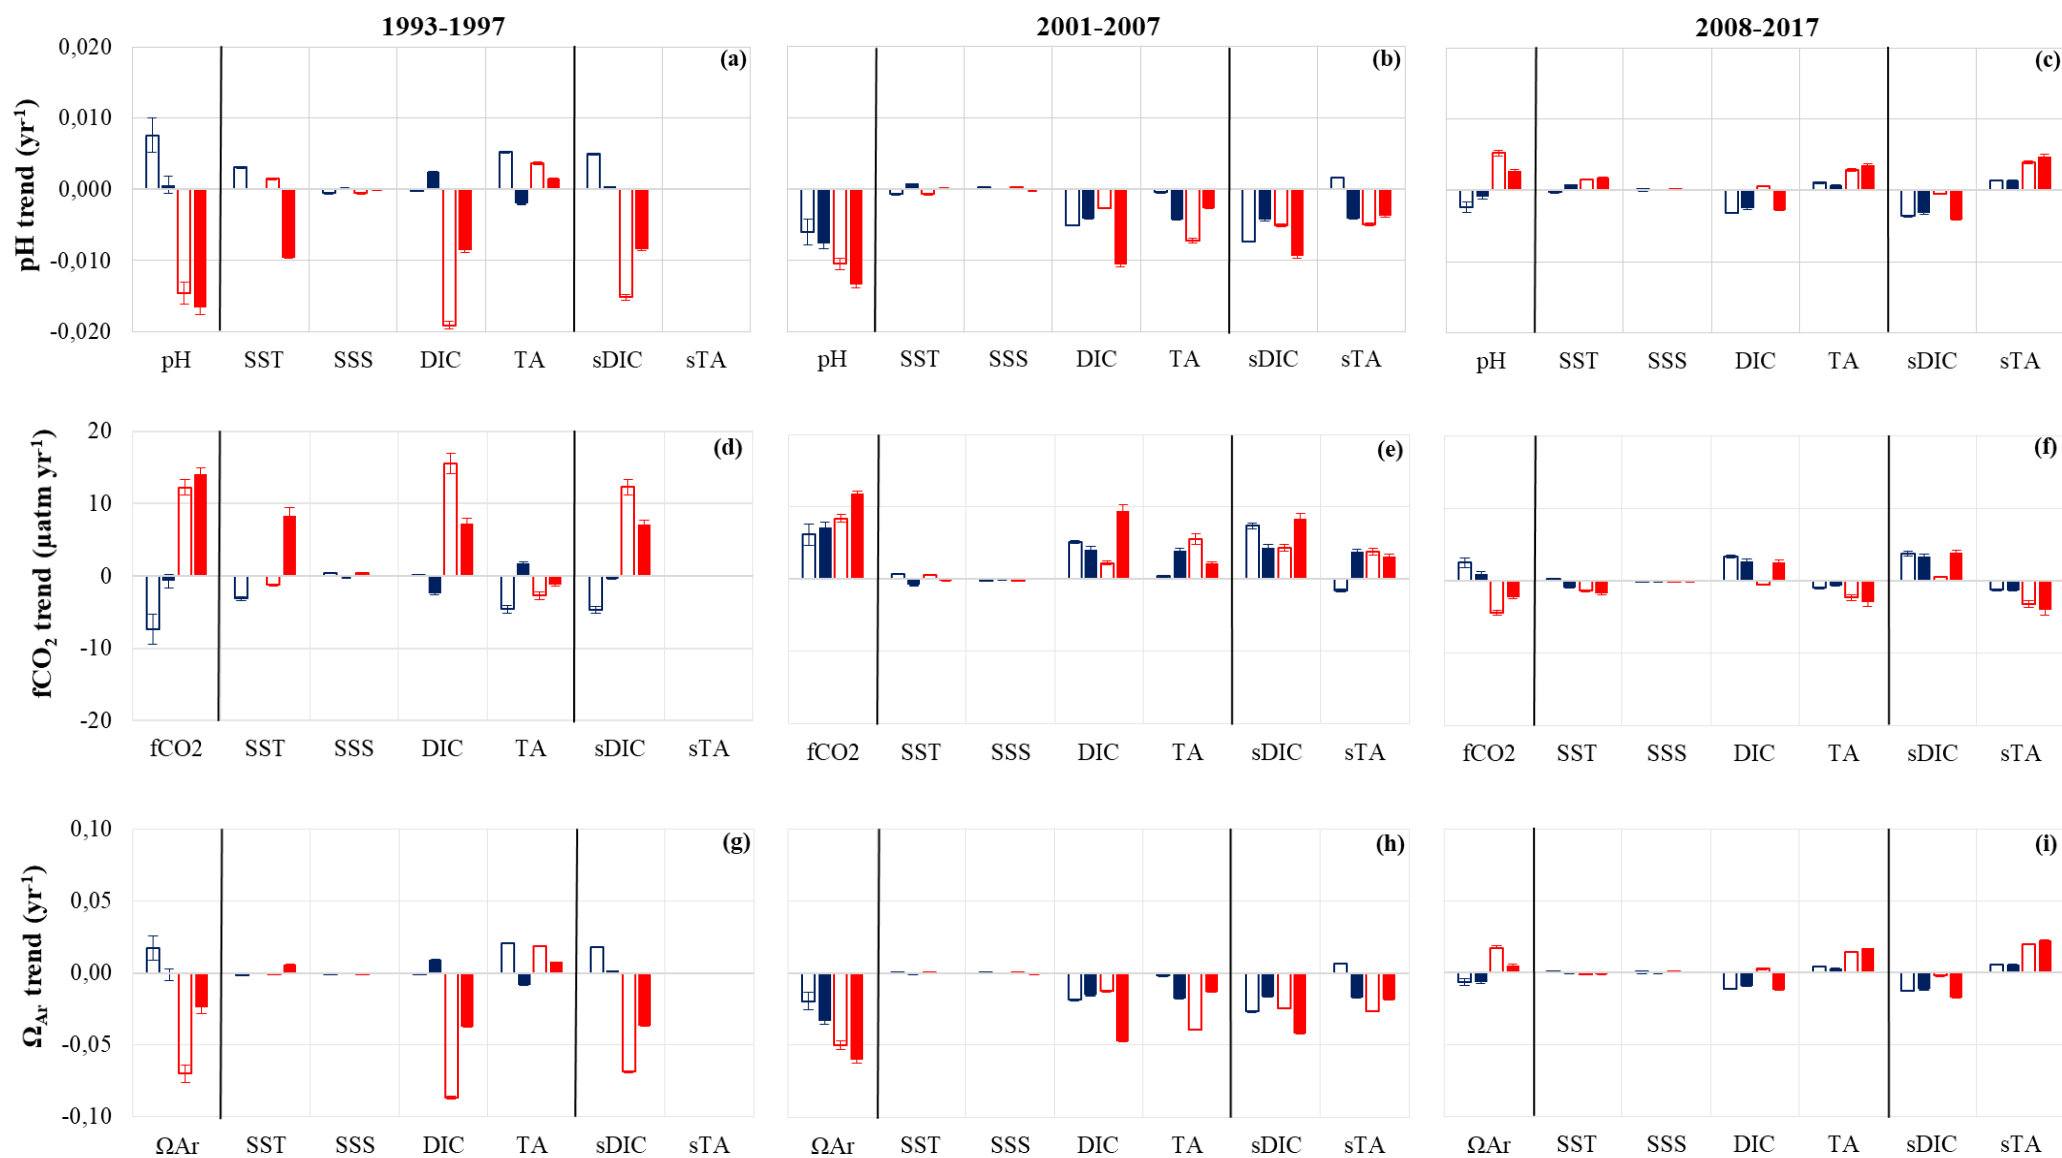 1993-1997 2001-2007 2008-2017
pH trend (yr-1)
0,020
0,010
0,000
-0,010
-0,020
(a) (b) (c)
pH SST SSS DIC TA sDIC sTA pH SST SSS DIC TA sDIC sTA pH SST SSS DIC TA sDIC sTA
fCO2 trend (µatm yr-1)
20
10
0
-10
-20
(d) (e) (f)
fCO2 SST SSS DIC TA sDIC sTA fCO2 SST SSS DIC TA sDIC sTA fCO2 SST SSS DIC TA sDIC sTA
ΩAr trend (yr-1)
0,10
0,05
0,00
-0,05
-0,10
(g) (h) (i)
ΩAr SST SSS DIC TA sDIC sTA ΩAr SST SSS DIC TA sDIC sTA ΩAr SST SSS DIC TA sDIC sTA